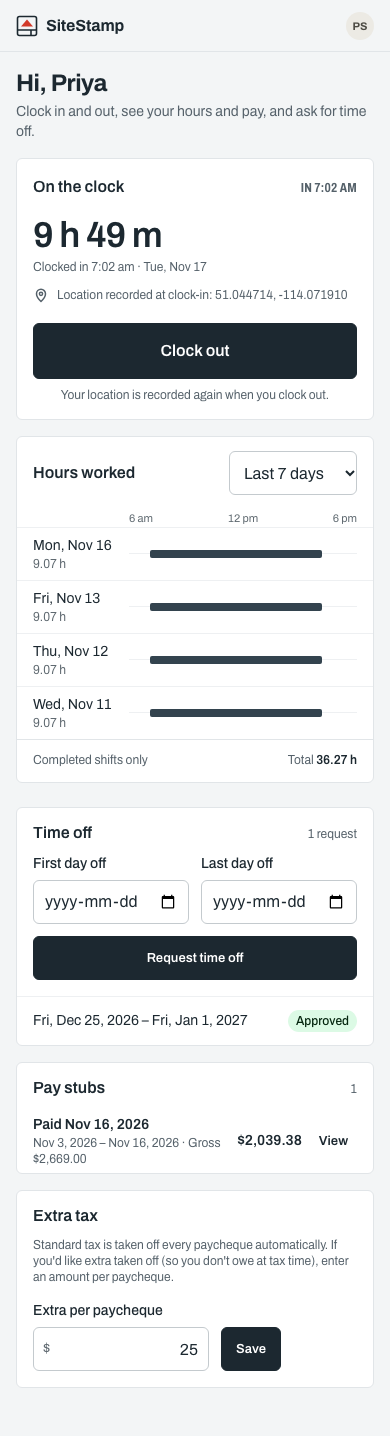 SiteStamp
PS
Hi, Priya
Clock in and out, see your hours and pay, and ask for time
off.
On the clock
IN 7:02 AM
9 h 49 m
Clocked in 7:02 am · Tue, Nov 17
Location recorded at clock-in: 51.044714, -114.071910
Clock out
Your location is recorded again when you clock out.
Hours worked
Last 7 days
6 am 12 pm 6 pm
Mon, Nov 16
9.07 h
Fri, Nov 13
9.07 h
Thu, Nov 12
9.07 h
Wed, Nov 11
9.07 h
Completed shifts only
Total 36.27 h
Time off
1 request
First day off Last day off
yyyy-mm-dd yyyy-mm-dd
Request time off
Fri, Dec 25, 2026 – Fri, Jan 1, 2027
Approved
Pay stubs
1
Paid Nov 16, 2026
Nov 3, 2026 – Nov 16, 2026 · Gross
$2,669.00
$2,039.38 View
Extra tax
Standard tax is taken off every paycheque automatically. If
you'd like extra taken off (so you don't owe at tax time), enter
an amount per paycheque.
Extra per paycheque
$ 25
Save